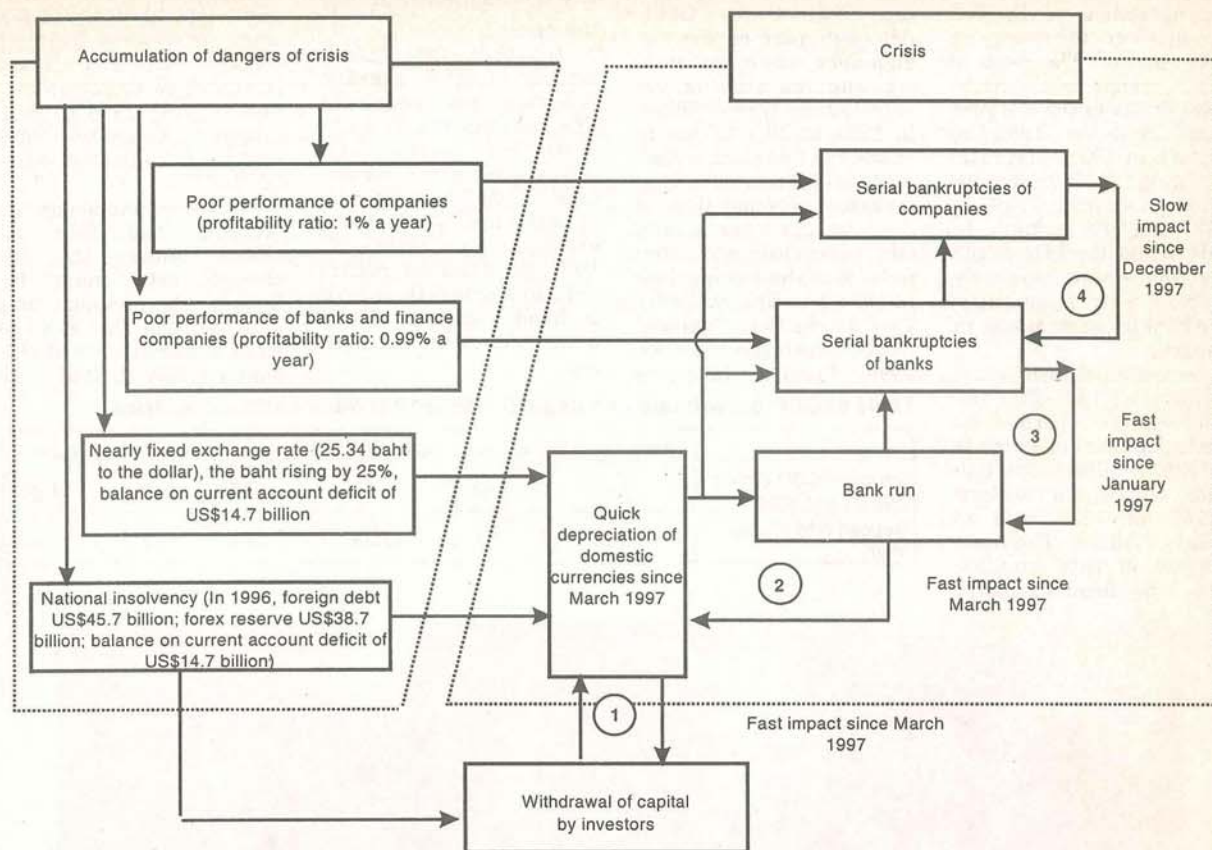 Accumulation of dangers of crisis
Crisis
Poor performance of companies
(profitability ratio: 1% a year)
Serial bankruptcies of
companies
Slow
impact
since
December
1997
4
Poor performance of banks and finance
companies (profitability ratio: 0.99% a
year)
Serial bankruptcies
of banks
3
Fast
impact
since
January
1997
Nearly fixed exchange rate (25.34 baht
to the dollar), the baht rising by 25%,
balance on current account deficit of
US$14.7 billion
Quick
depreciation of
domestic
currencies since
March 1997
Bank run
2
Fast impact since
March 1997
National insolvency (In 1996, foreign debt
US$45.7 billion; forex reserve US$38.7
billion; balance on current account deficit of
US$14.7 billion)
1
Fast impact since March
1997
Withdrawal of capital
by investors